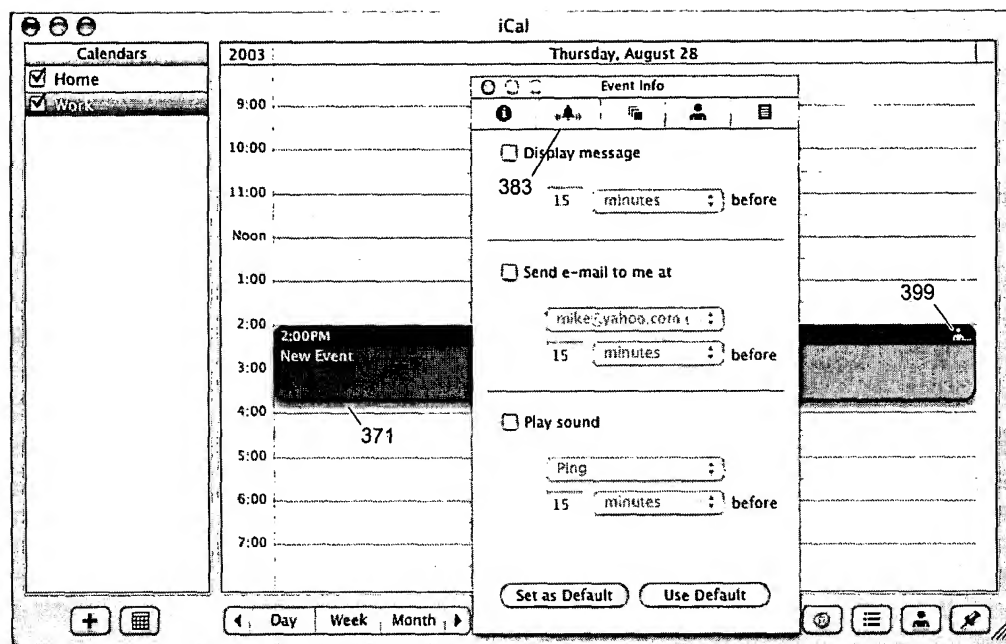 iCal
Calendars
Home
Work
2003
Thursday, August 28
9:00
10:00
11:00
Noon
1:00
2:00
3:00
4:00
5:00
6:00
7:00
2:00PM
New Event
371
399
Event Info
383
Display message
15 minutes before
Send e-mail to me at
mike@yahoo.com
15 minutes before
Play sound
Ping
15 minutes before
Set as Default Use Default
Day Week Month